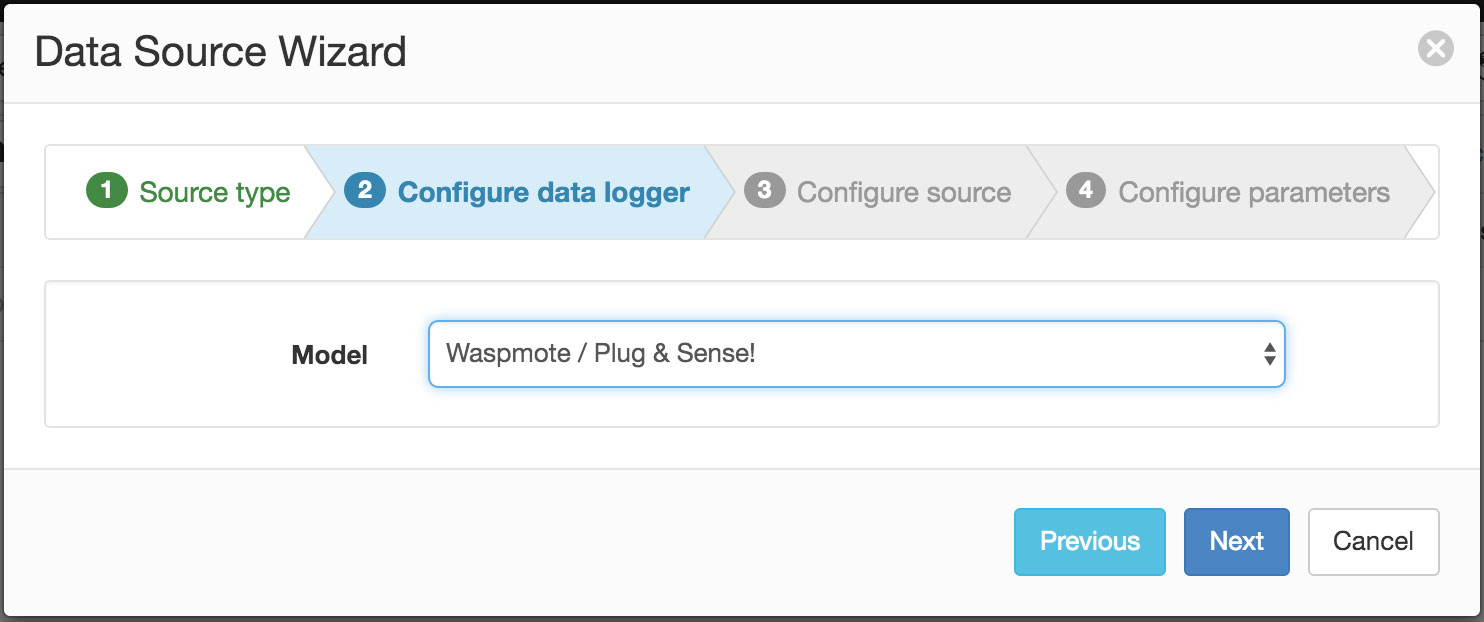 Data Source Wizard
1 Source type 2 Configure data logger 3 Configure source 4 Configure parameters
Model Waspmote / Plug & Sense!
Previous Next Cancel